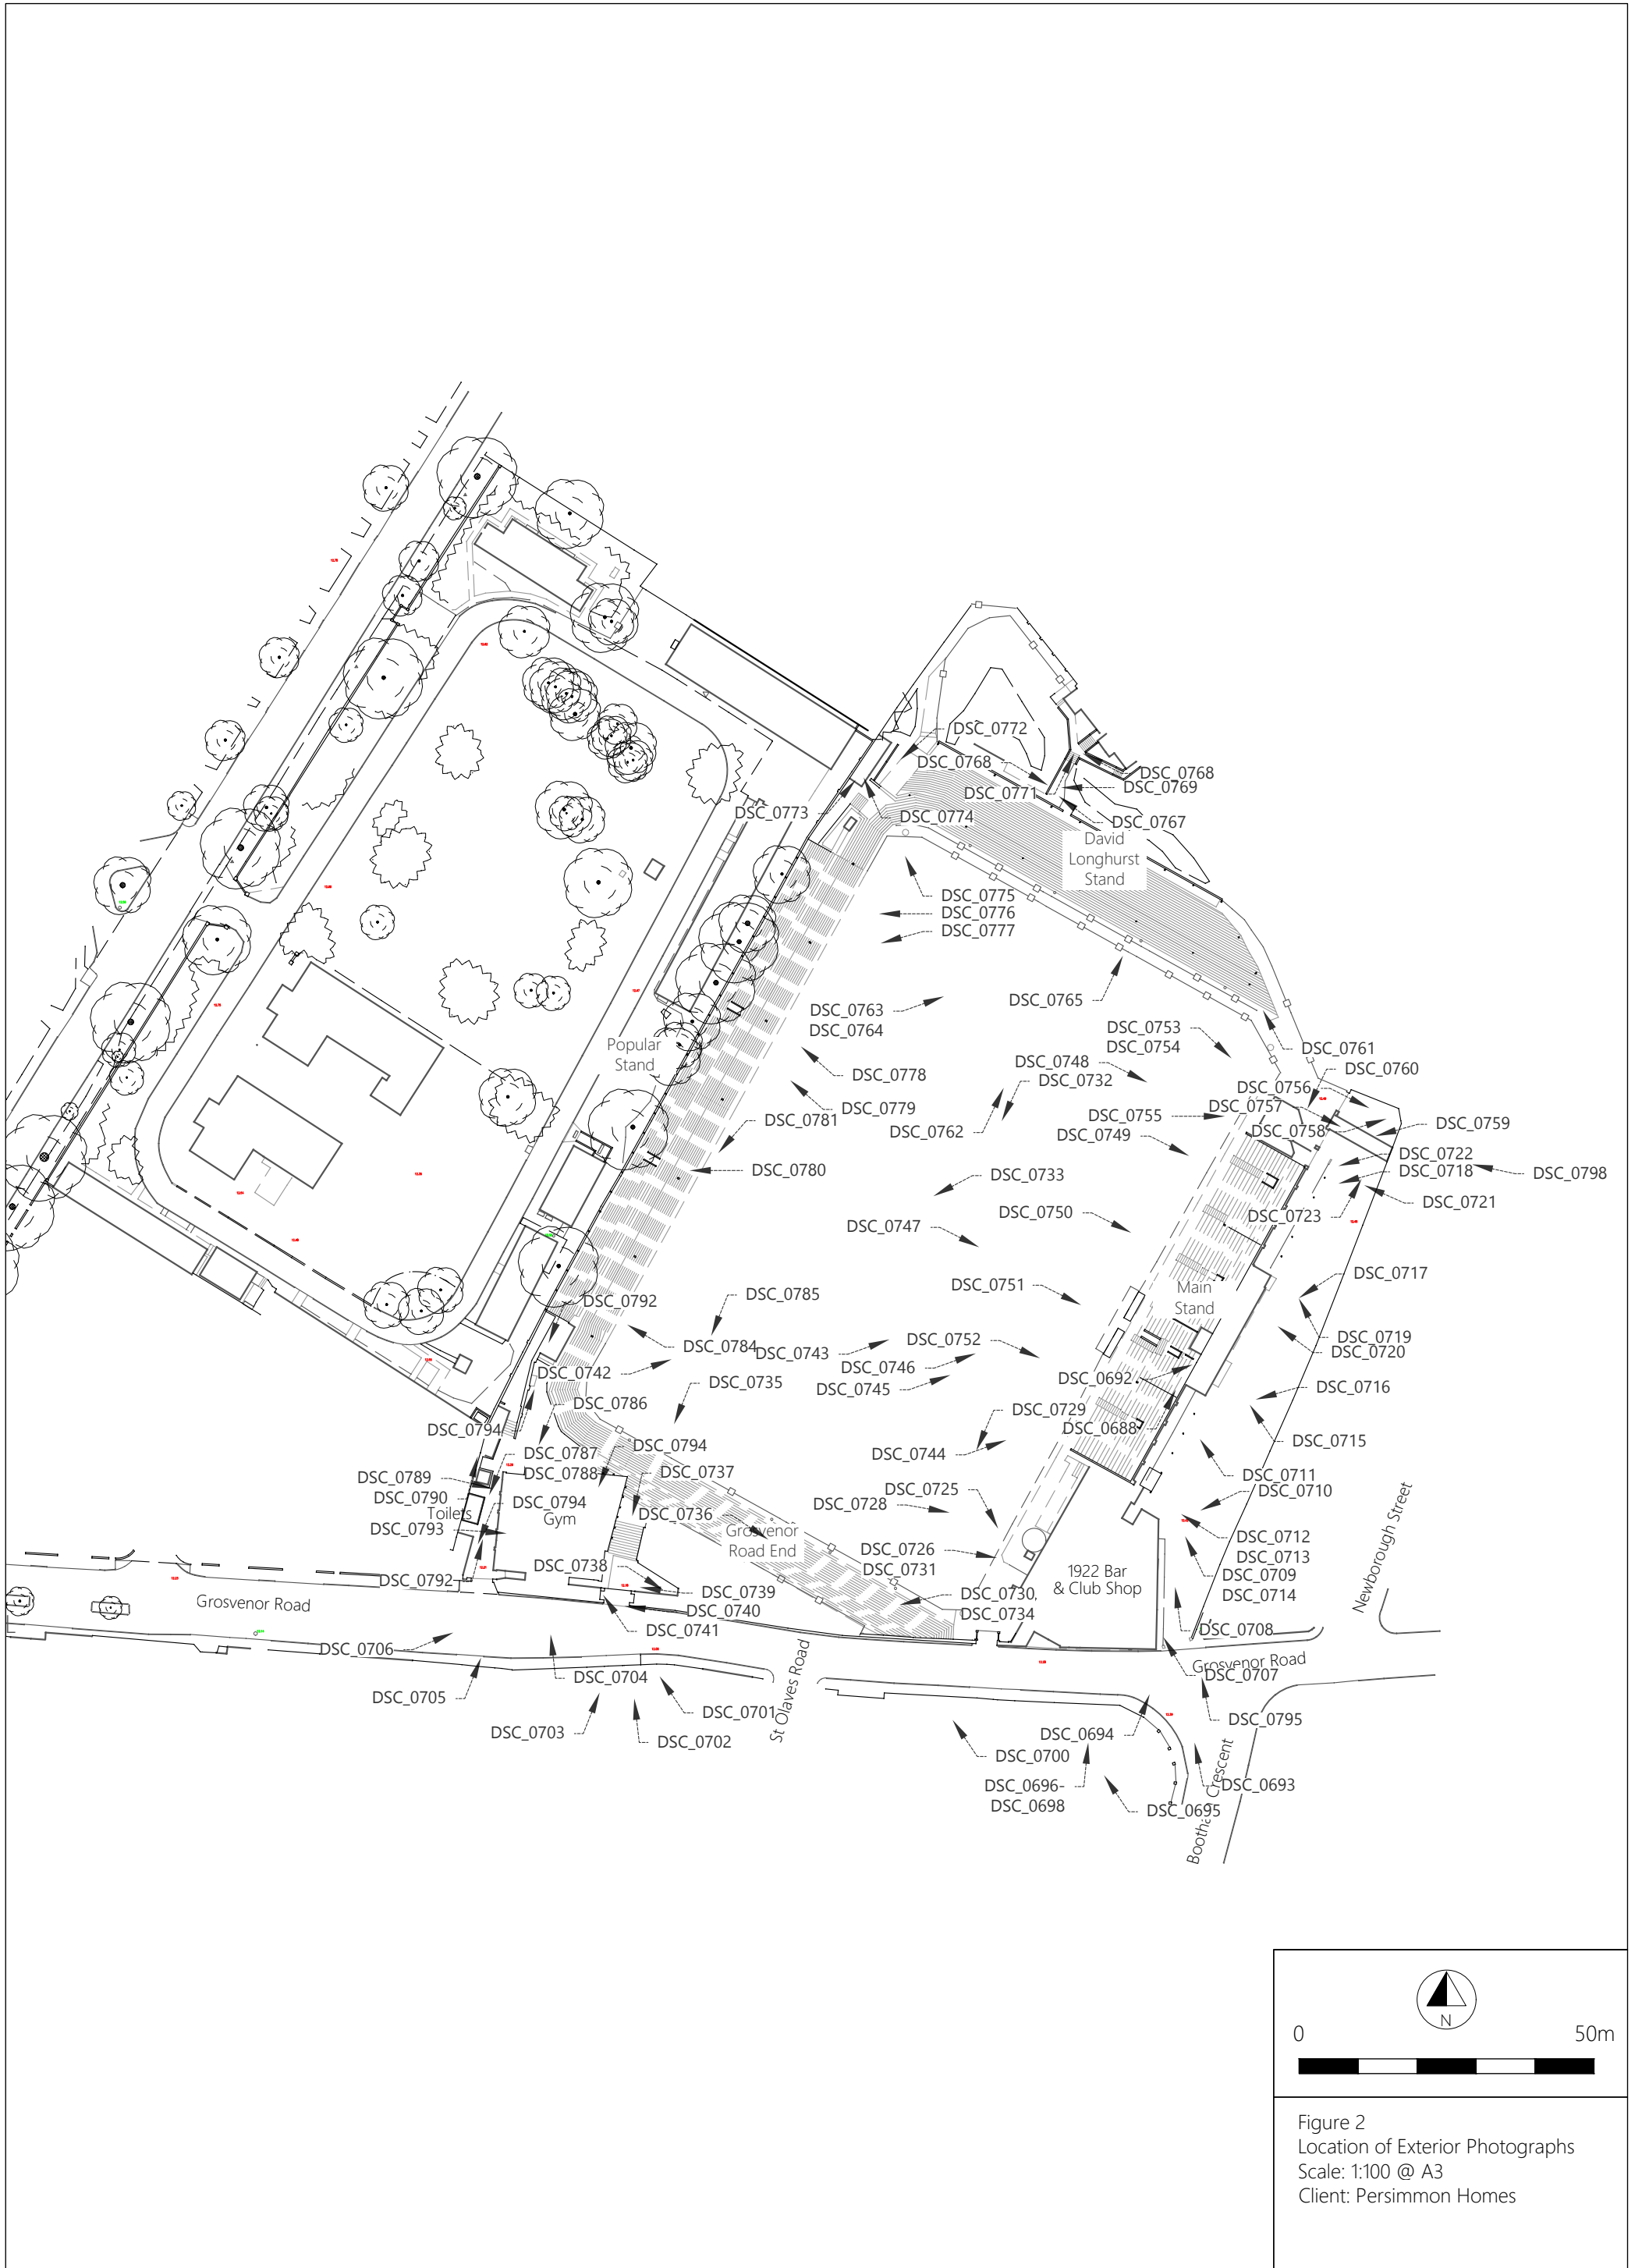 DSC_0772
DSC_0768
DSC_0768
DSC_0769
DSC_0771
DSC_0773
DSC_0774
DSC_0767
David
Longhurst
Stand
DSC_0775
DSC_0776
DSC_0777
DSC_0763
DSC_0764
DSC_0765
DSC_0753
DSC_0754
Popular
Stand
DSC_0761
DSC_0748
DSC_0732
DSC_0760
DSC_0778
DSC_0756
DSC_0779
DSC_0757
DSC_0755
DSC_0781
DSC_0762
DSC_0749
DSC_0758
DSC_0759
DSC_0722
DSC_0718
DSC_0798
DSC_0780
DSC_0733
DSC_0721
DSC_0750
DSC_0723
DSC_0747
DSC_0717
DSC_0751
Main
Stand
DSC_0792
DSC_0785
DSC_0719
DSC_0720
DSC_0784
DSC_0743
DSC_0752
DSC_0746
DSC_0742
DSC_0745
DSC_0692
DSC_0735
DSC_0716
DSC_0786
DSC_0729
DSC_0794
DSC_0688
DSC_0715
DSC_0794
DSC_0787
DSC_0744
DSC_0788
DSC_0737
DSC_0789
DSC_0711
DSC_0710
DSC_0725
DSC_0790
Toilets
DSC_0794
Gym
DSC_0728
DSC_0736
DSC_0793
Grosvenor
Road End
Newborough Street
DSC_0712
DSC_0713
DSC_0709
DSC_0714
DSC_0726
DSC_0731
DSC_0738
1922 Bar
& Club Shop
DSC_0792
DSC_0739
DSC_0730,
DSC_0734
Grosvenor Road
DSC_0740
DSC_0741
DSC_0708
DSC_0706
St Olaves Road
Grosvenor Road
DSC_0707
DSC_0704
DSC_0705
DSC_0701
DSC_0703
DSC_0702
DSC_0795
DSC_0694
DSC_0700
DSC_0696-
DSC_0698
DSC_0693
DSC_0695
Crescent
N
0 50m
Figure 2
Location of Exterior Photographs
Scale: 1:100 @ A3
Client: Persimmon Homes